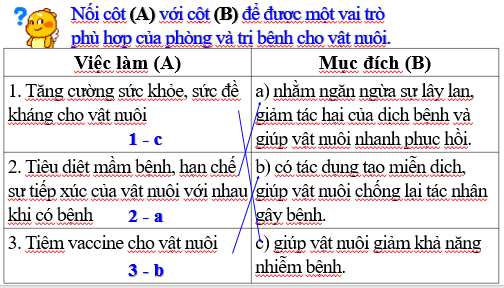 Nối cột (A) với cột (B) để được một vai trò
phù hợp của phòng và trị bệnh cho vật nuôi.
Việc làm (A)
Mục đích (B)
1. Tăng cường sức khỏe, sức đề
kháng cho vật nuôi
1 - c
a) nhằm ngăn ngừa sự lây lan,
giảm tác hại của dịch bệnh và
giúp vật nuôi nhanh phục hồi.
2. Tiêu diệt mầm bệnh, hạn chế
sự tiếp xúc của vật nuôi với nhau
khi có bệnh
2 - a
b) có tác dụng tạo miễn dịch,
giúp vật nuôi chống lại tác nhân
gây bệnh.
3. Tiêm vaccine cho vật nuôi
3 - b
c) giúp vật nuôi giảm khả năng
nhiễm bệnh.